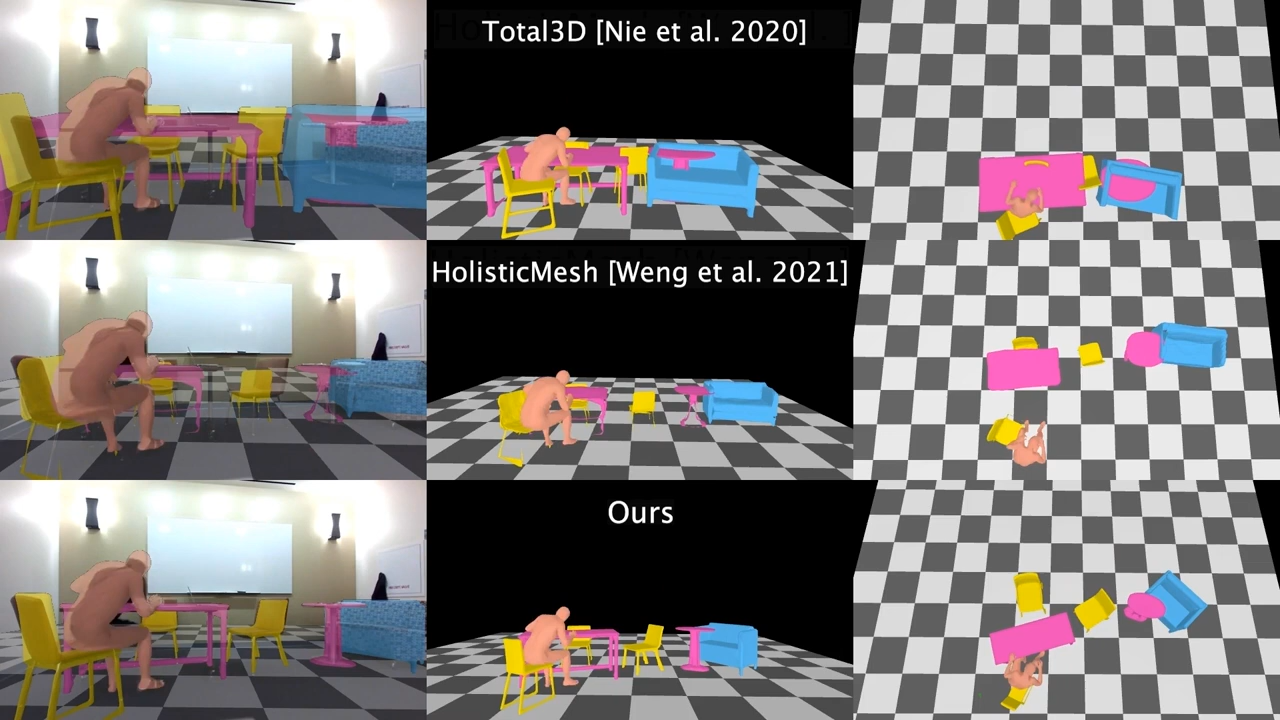 Total3D [Nie et al. 2020]
HolisticMesh [Weng et al. 2021]
Ours